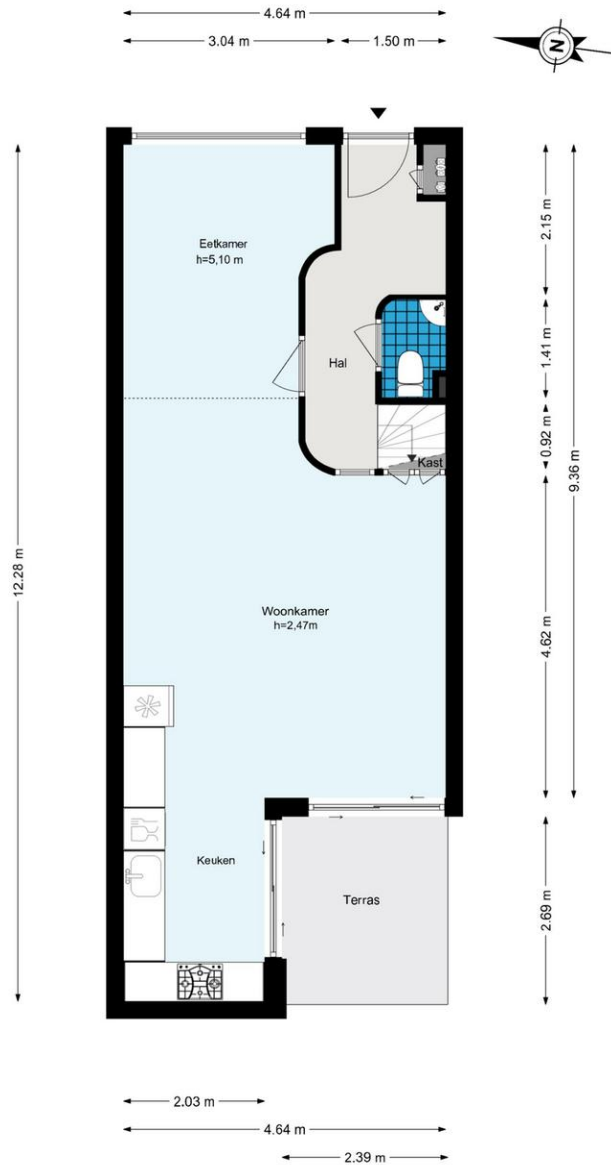 4.64 m
3.04 m
1.50 m
N
Eetkamer
h=5,10 m
2.15 m
1.41 m
Hal
0.92 m
Kast
9.36 m
12.28 m
Woonkamer
h=2,47m
4.62 m
Keuken
Terras
2.69 m
2.03 m
4.64 m
2.39 m